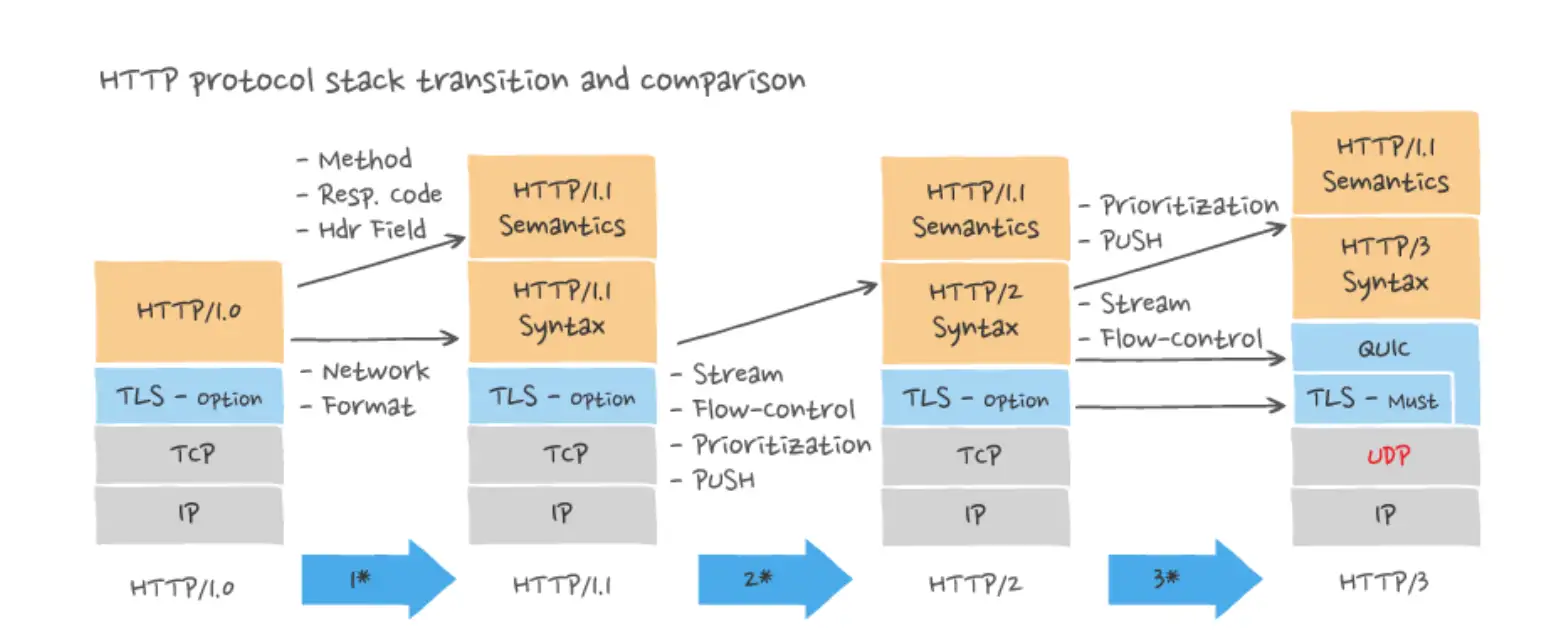 HTTP protocol stack transition and comparison
- Method
- Resp. code
- Hdr Field
HTTP/1.0
- Network
- Format
TLS - option
TCP
IP
HTTP/1.0
1*
HTTP/1.1
Semantics
HTTP/1.1
Syntax
TLS - option
TCP
IP
HTTP/1.1
- Stream
- Flow-control
- Prioritization
- PUSH
2*
HTTP/1.1
Semantics
HTTP/2
Syntax
TLS - option
TCP
IP
HTTP/2
- Prioritization
- PUSH
- Stream
- Flow-control
3*
HTTP/1.1
Semantics
HTTP/3
Syntax
QUIC
TLS - Must
UDP
IP
HTTP/3